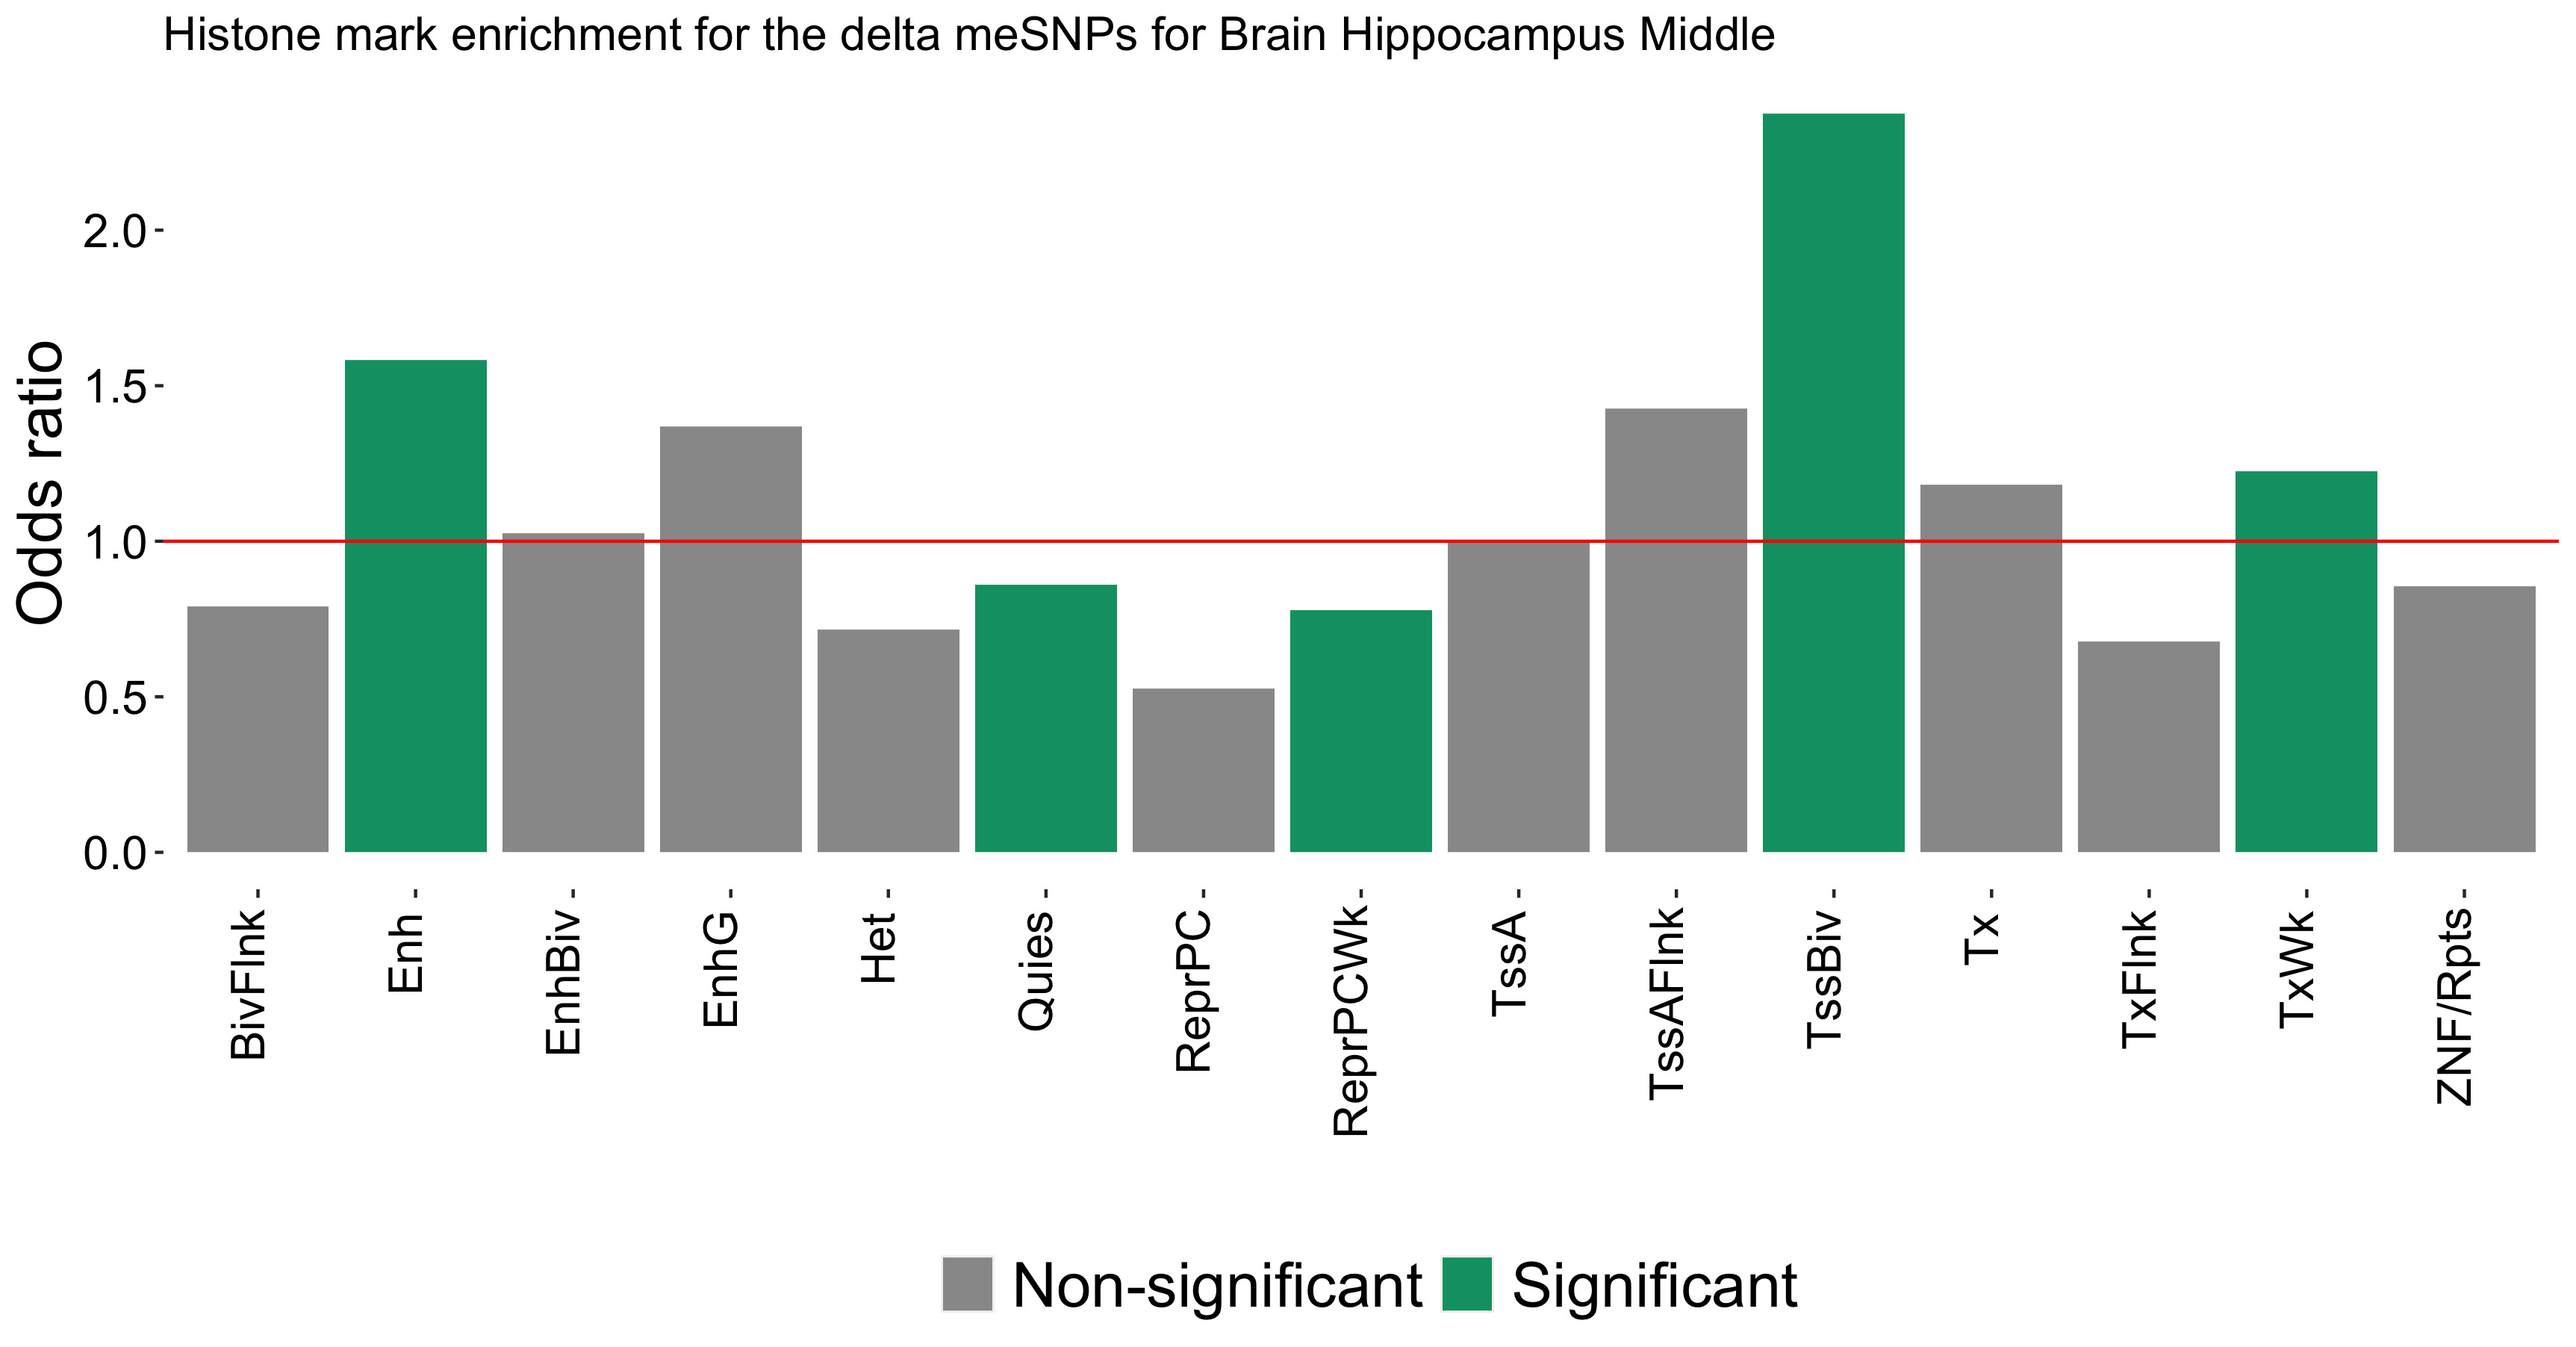 Histone mark enrichment for the delta meSNPs for Brain Hippocampus Middle
Odds ratio
2.0
1.5
1.0
0.5
0.0
BivFlnk
Enh
EnhBiv
EnhG
Het
Quies
ReprPC
ReprPCWk
TssA
TssAFlnk
TssBiv
Tx
TxFlnk
TxWk
ZNF/Rpts
Non-significant
Significant